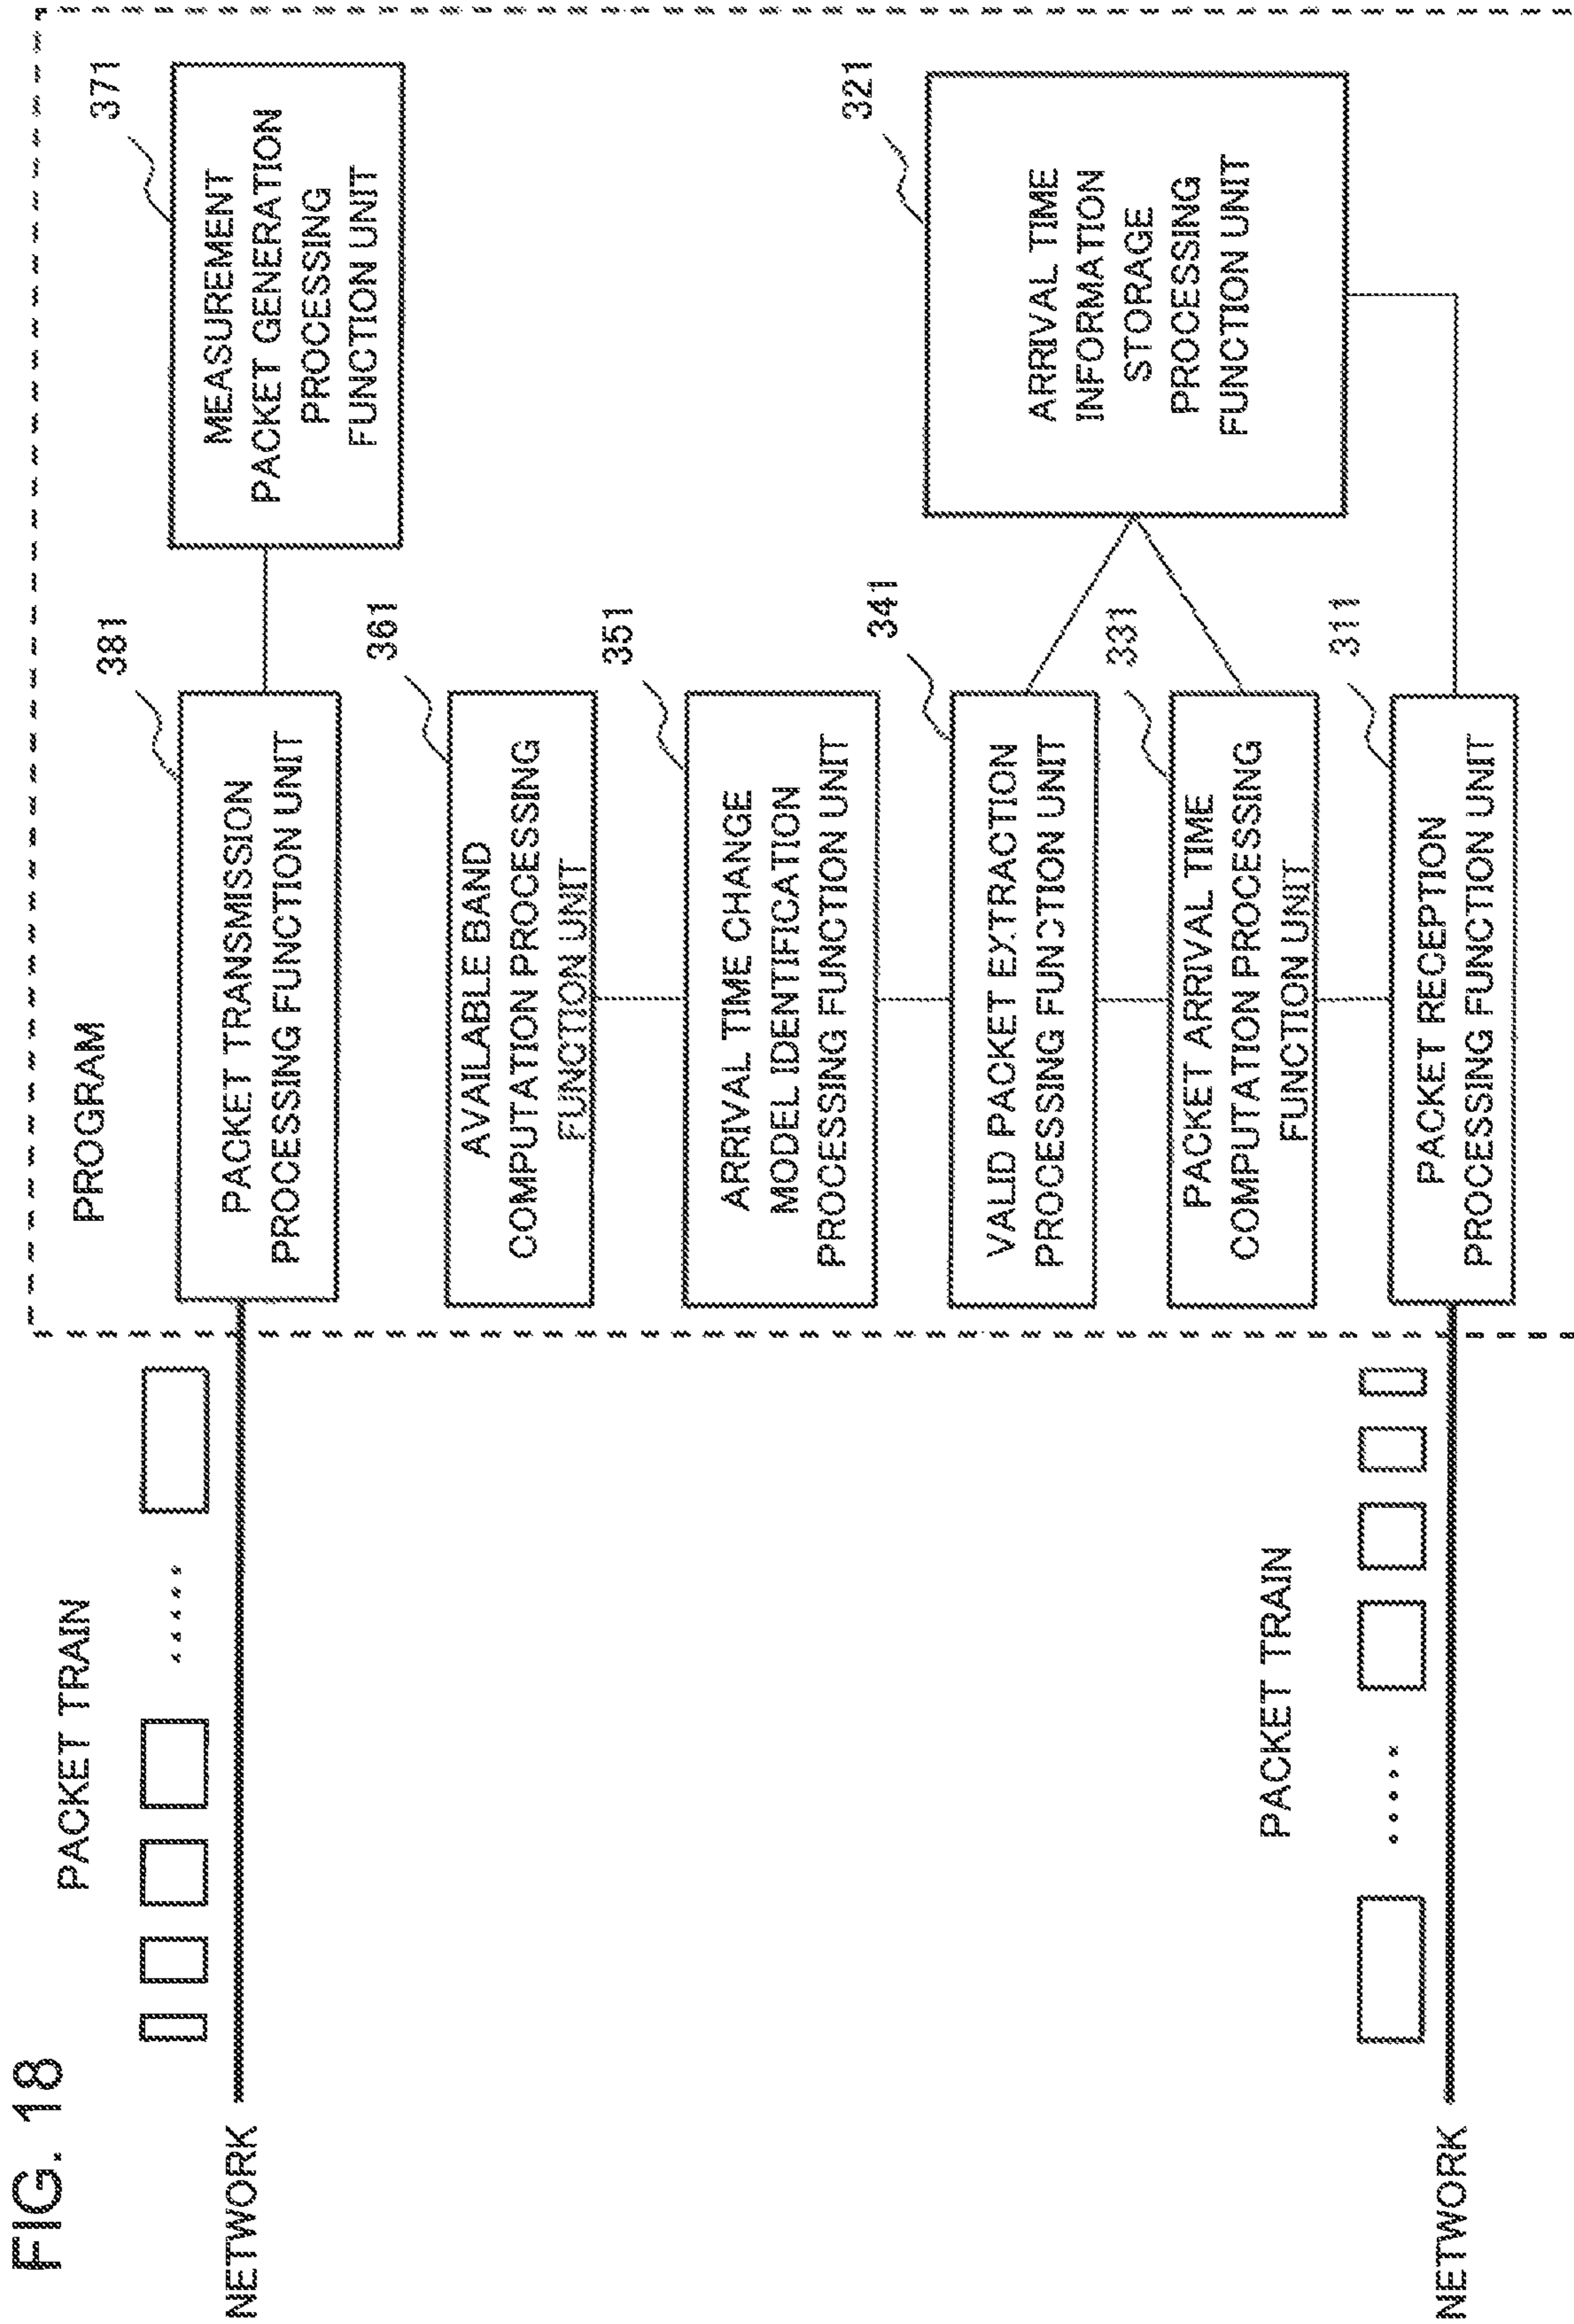 FIG. 18
PACKET TRAIN
NETWORK
PROGRAM
381
PACKET TRANSMISSION
PROCESSING FUNCTION UNIT
371
MEASUREMENT
PACKET GENERATION
PROCESSING
FUNCTION UNIT
361
AVAILABLE BAND
COMPUTATION PROCESSING
FUNCTION UNIT
351
ARRIVAL TIME CHANGE
MODEL IDENTIFICATION
PROCESSING FUNCTION UNIT
341
VALID PACKET EXTRACTION
PROCESSING FUNCTION UNIT
321
ARRIVAL TIME
INFORMATION
STORAGE
PROCESSING
FUNCTION UNIT
331
PACKET ARRIVAL TIME
COMPUTATION PROCESSING
FUNCTION UNIT
311
PACKET RECEPTION
PROCESSING FUNCTION UNIT
PACKET TRAIN
NETWORK